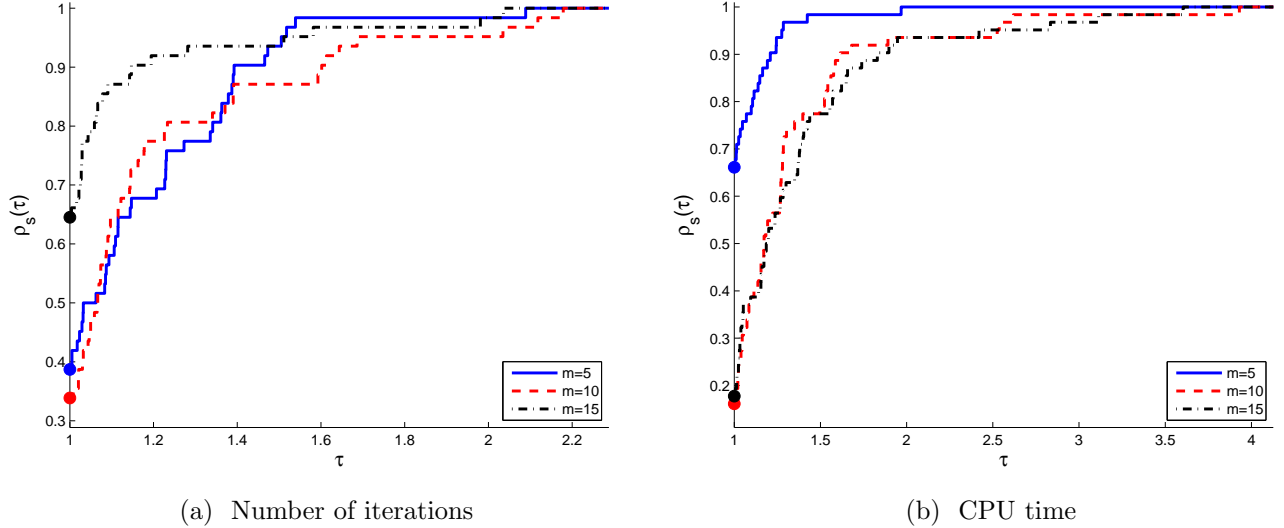 1
0.9
0.8
0.7
0.6
0.5
0.4
0.3
ρ_s(τ)
1
1.2
1.4
1.6
1.8
2
2.2
τ
m=5
m=10
m=15
(a) Number of iterations
1
0.9
0.8
0.7
0.6
0.5
0.4
0.3
0.2
ρ_s(τ)
1
1.5
2
2.5
3
3.5
4
τ
m=5
m=10
m=15
(b) CPU time